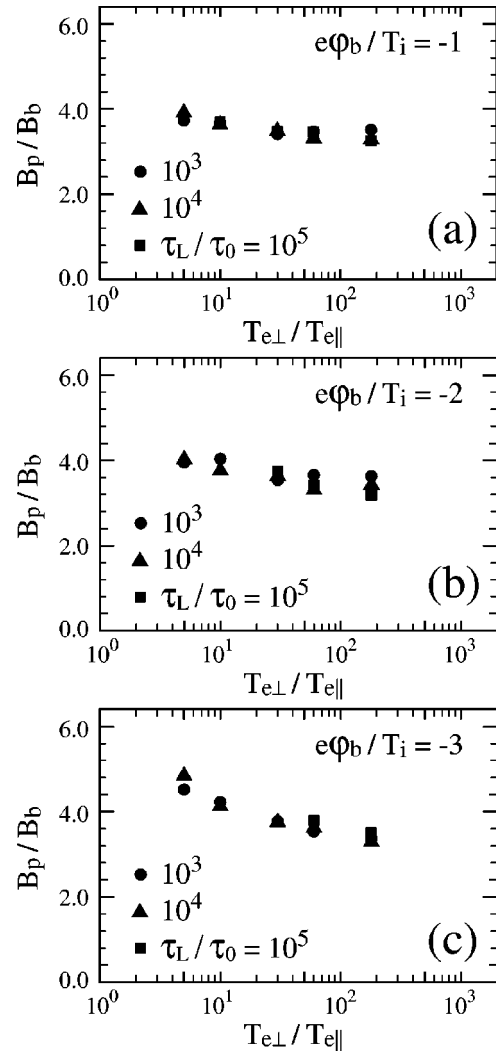 6.0
eφb / Ti = -1
4.0
Bp / Bb
10³
2.0
10⁴
τL / τ0 = 10⁵
(a)
0.0
10⁰ 10¹ 10² 10³
Te⊥ / Te∥
6.0
eφb / Ti = -2
4.0
Bp / Bb
10³
2.0
10⁴
τL / τ0 = 10⁵
(b)
0.0
10⁰ 10¹ 10² 10³
Te⊥ / Te∥
6.0
eφb / Ti = -3
4.0
Bp / Bb
10³
2.0
10⁴
τL / τ0 = 10⁵
(c)
0.0
10⁰ 10¹ 10² 10³
Te⊥ / Te∥